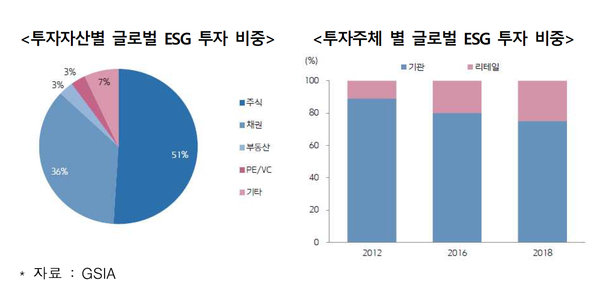 <투자자산별 글로벌 ESG 투자 비중>
3%
3%
7%
36%
51%
주식
채권
부동산
PE/VC
기타
<투자주체 별 글로벌 ESG 투자 비중>
(%)
기관 리테일
100
80
60
40
20
0
2012 2016 2018
* 자료 : GSIA